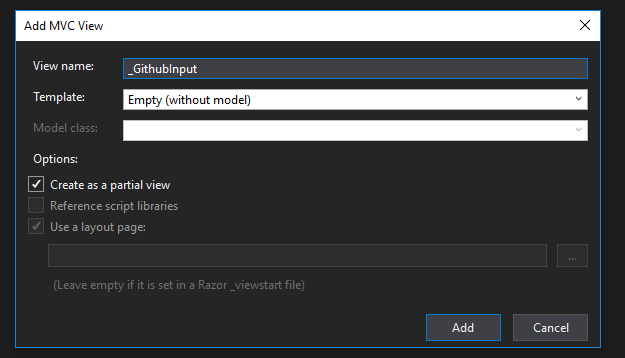 Add MVC View
View name:
_GithubInput
Template:
Empty (without model)
Model class:
Options:
Create as a partial view
Reference script libraries
Use a layout page:
...
(Leave empty if it is set in a Razor _viewstart file)
Add
Cancel